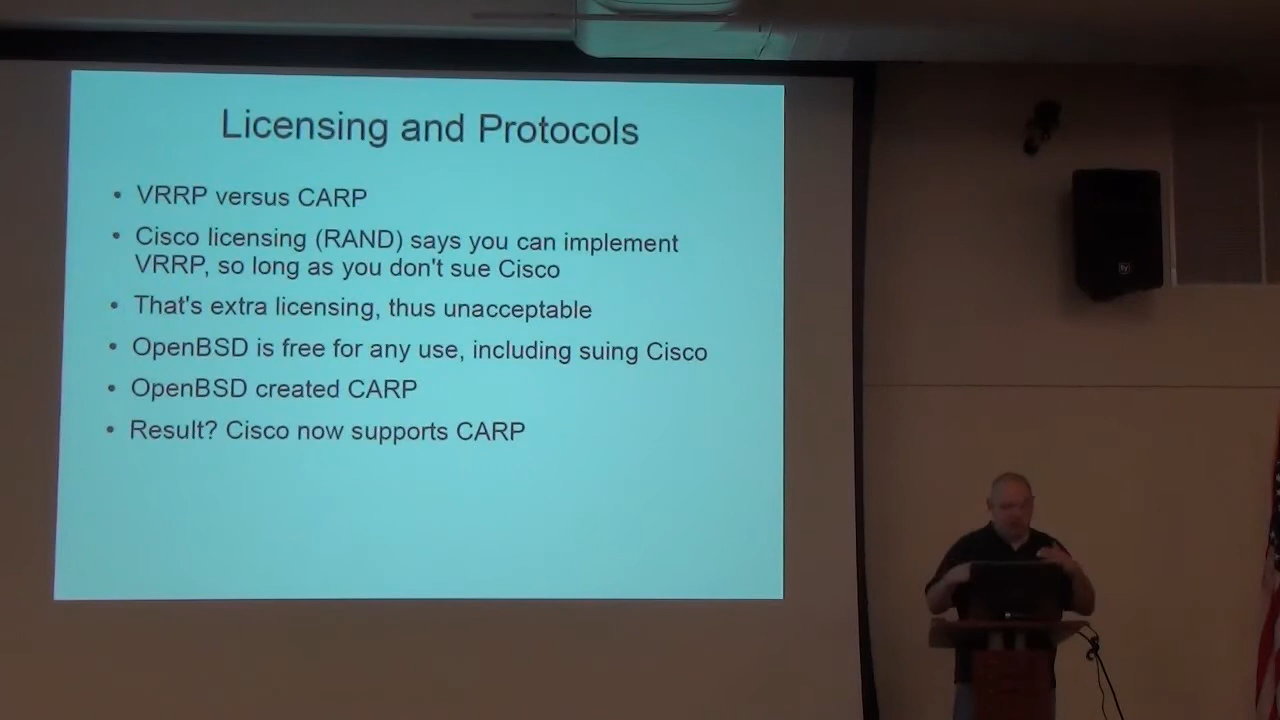 Licensing and Protocols
• VRRP versus CARP
• Cisco licensing (RAND) says you can implement
VRRP, so long as you don't sue Cisco
• That's extra licensing, thus unacceptable
• OpenBSD is free for any use, including suing Cisco
• OpenBSD created CARP
• Result? Cisco now supports CARP